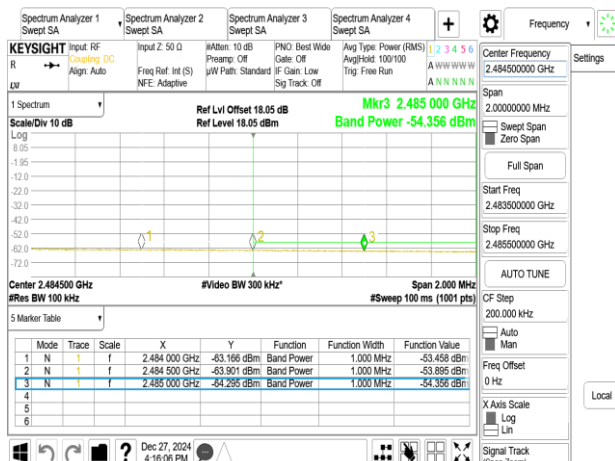 Spectrum Analyzer 1
Swept SA
Spectrum Analyzer 2
Swept SA
Spectrum Analyzer 3
Swept SA
Spectrum Analyzer 4
Swept SA
+
Frequency
KEYSIGHT
R
LXI
Input: RF
Coupling: DC
Align: Auto
Input Z: 50 Ω
Freq Ref: Int (S)
NFE: Adaptive
#Atten: 10 dB
Preamp: Off
µW Path: Standard
PNO: Best Wide
Gate: Off
IF Gain: Low
Sig Track: Off
Avg Type: Power (RMS)
Avg|Hold: 100/100
Trig: Free Run
1 2 3 4 5 6
A W W W W W
A N N N N N
1 Spectrum
Scale/Div 10 dB
Log
Ref Lvl Offset 18.05 dB
Ref Level 18.05 dBm
Mkr3 2.485 000 GHz
Band Power -54.356 dBm
8.05
-1.95
-12.0
-22.0
-32.0
-42.0
-52.0
-62.0
-72.0
1
2
3
Center 2.484500 GHz
#Video BW 300 kHz*
Span 2.000 MHz
#Res BW 100 kHz
#Sweep 100 ms (1001 pts)
5 Marker Table
Mode Trace Scale X Y Function Function Width Function Value
1 N 1 f 2.484 000 GHz -63.166 dBm Band Power 1.000 MHz -53.458 dBm
2 N 1 f 2.484 500 GHz -63.901 dBm Band Power 1.000 MHz -53.895 dBm
3 N 1 f 2.485 000 GHz -64.295 dBm Band Power 1.000 MHz -54.356 dBm
4
5
6
?
Dec 27, 2024
4:16:06 PM
Center Frequency
2.484500000 GHz
Span
2.00000000 MHz
Swept Span
Zero Span
Full Span
Start Freq
2.483500000 GHz
Stop Freq
2.485500000 GHz
AUTO TUNE
CF Step
200.000 kHz
Auto
Man
Freq Offset
0 Hz
X Axis Scale
Log
Lin
Signal Track
Settings
Local